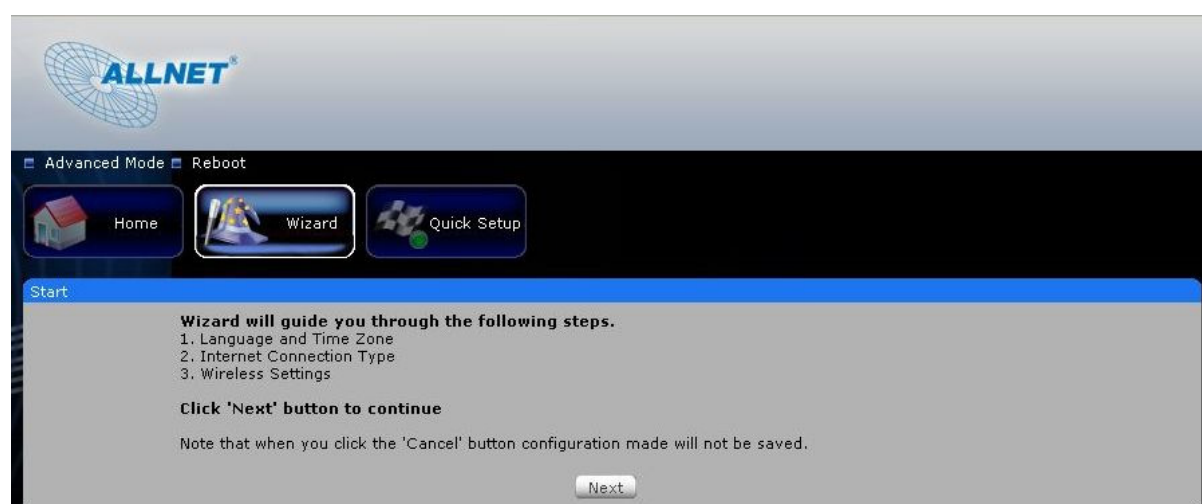 ALLNET®
Advanced Mode Reboot
Home Wizard Quick Setup
Start
Wizard will guide you through the following steps.
1. Language and Time Zone
2. Internet Connection Type
3. Wireless Settings
Click 'Next' button to continue
Note that when you click the 'Cancel' button configuration made will not be saved.
Next